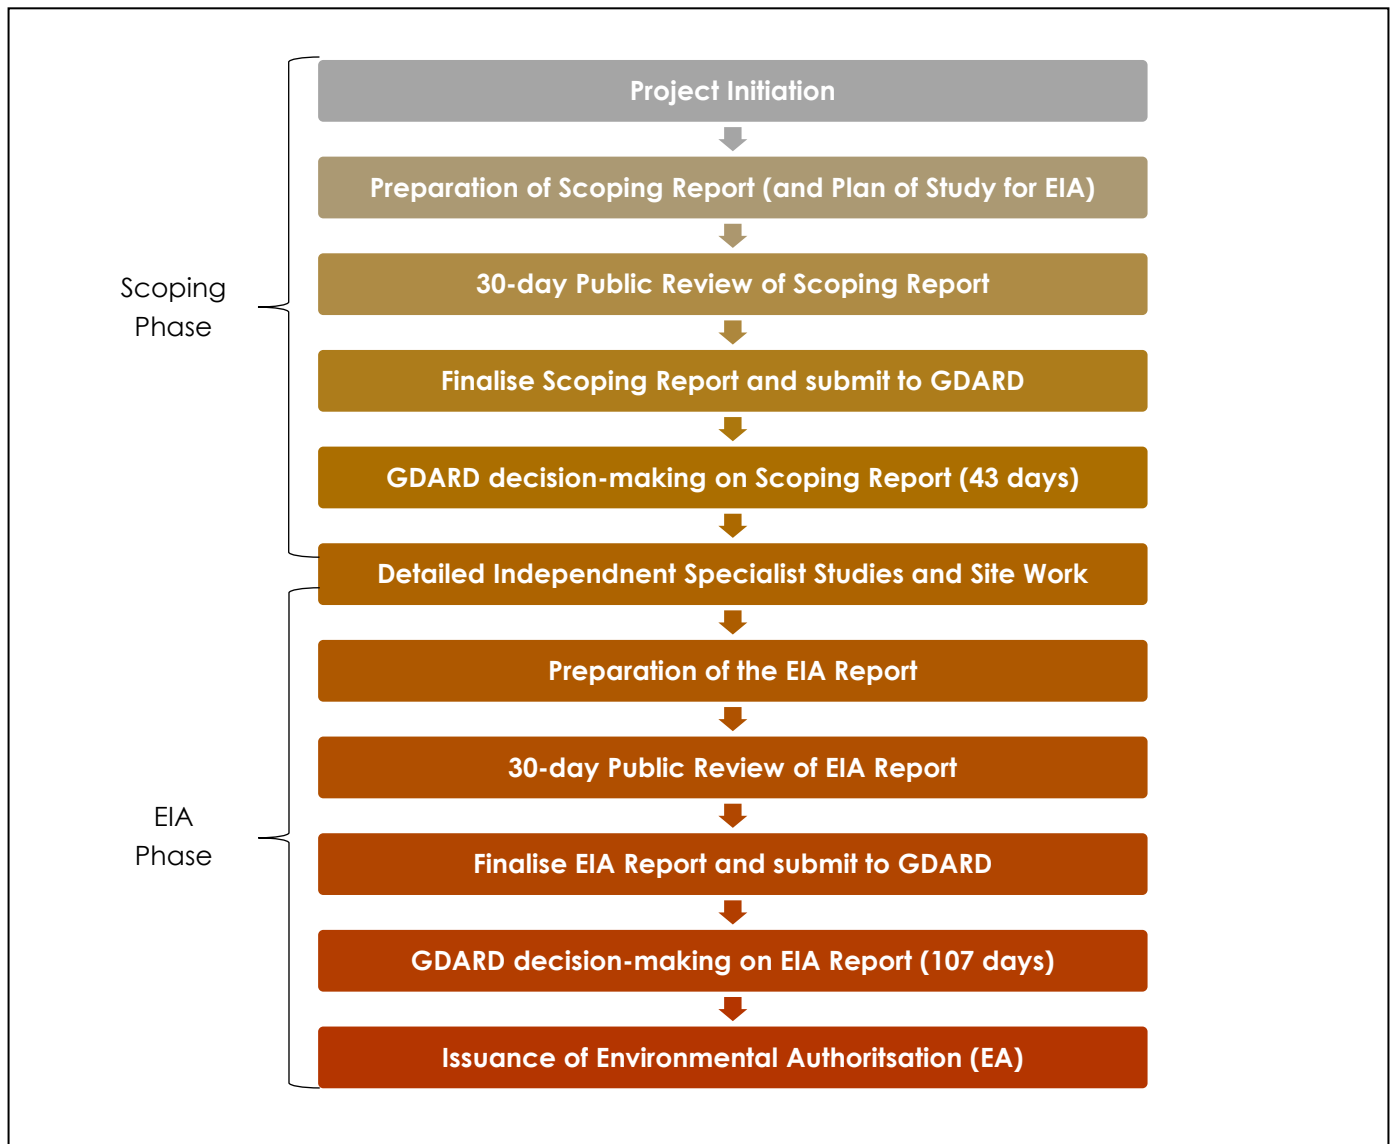 Project Initiation
Preparation of Scoping Report (and Plan of Study for EIA)
30-day Public Review of Scoping Report
Scoping
Phase
Finalise Scoping Report and submit to GDARD
GDARD decision-making on Scoping Report (43 days)
Detailed Indepednent Specialist Studies and Site Work
Preparation of the EIA Report
30-day Public Review of EIA Report
EIA
Phase
Finalise EIA Report and submit to GDARD
GDARD decision-making on EIA Report (107 days)
Issuance of Environmental Authoritsation (EA)